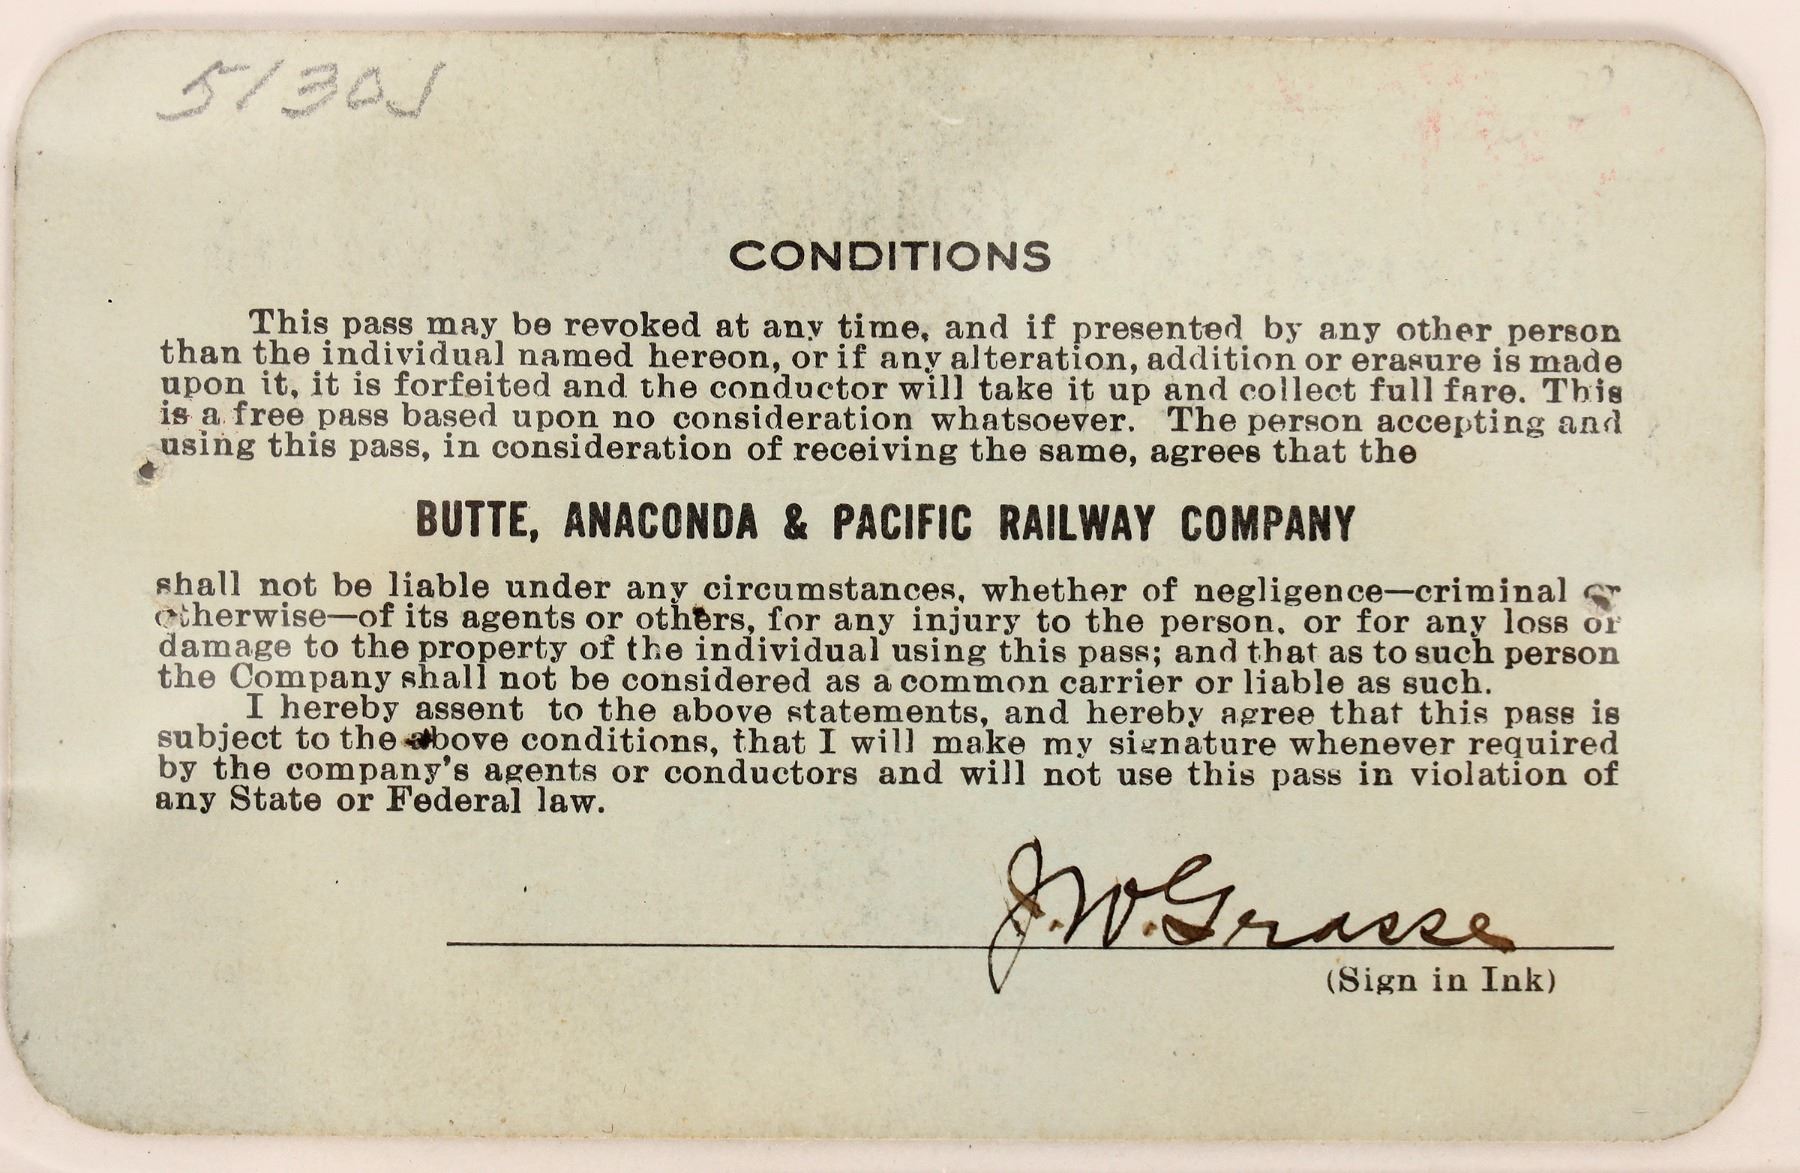 5130J
CONDITIONS
This pass may be revoked at any time, and if presented by any other person
than the individual named hereon, or if any alteration, addition or erasure is made
upon it, it is forfeited and the conductor will take it up and collect full fare. This
is a free pass based upon no consideration whatsoever. The person accepting and
using this pass, in consideration of receiving the same, agrees that the
BUTTE, ANACONDA & PACIFIC RAILWAY COMPANY
shall not be liable under any circumstances, whether of negligence—criminal or
otherwise—of its agents or others, for any injury to the person, or for any loss or
damage to the property of the individual using this pass; and that as to such person
the Company shall not be considered as a common carrier or liable as such.
I hereby assent to the above statements, and hereby agree that this pass is
subject to the above conditions, that I will make my signature whenever required
by the company's agents or conductors and will not use this pass in violation of
any State or Federal law.
J. W. Grasse
(Sign in Ink)